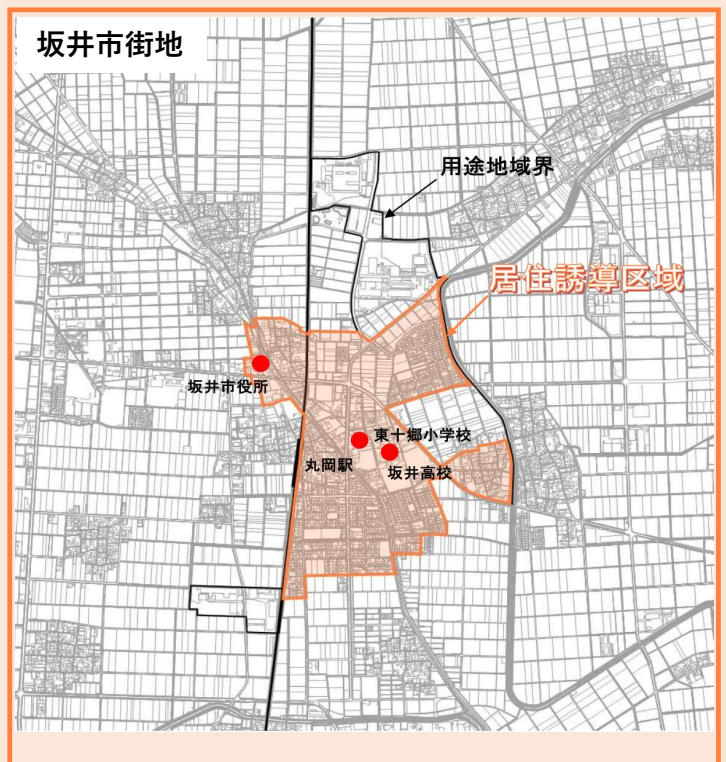 坂井市街地
用途地域界
居住誘導区域
坂井市役所
東十郷小学校
丸岡駅
坂井高校